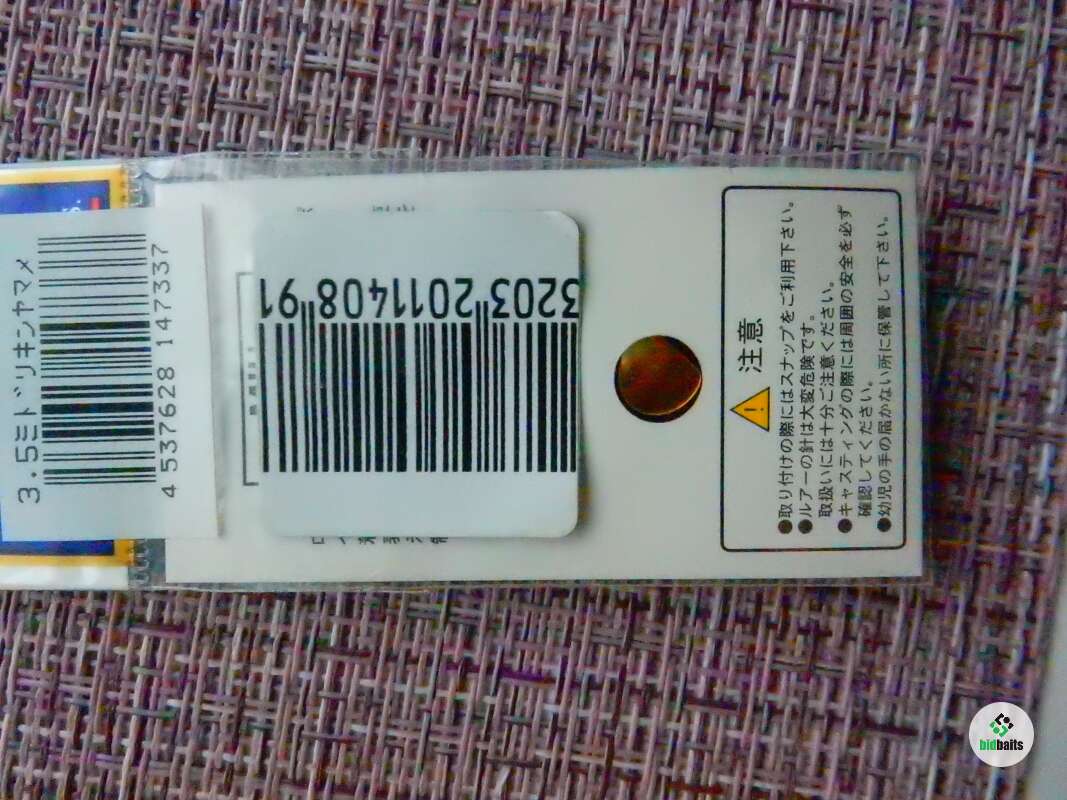 3.5ミドリキンヤマメ
4 537628 147337
3203"2011408"91
注意
●取り付けの際にはスナップをご利用下さい。
●ルアーの針は大変危険です。
取扱いには十分ご注意ください。
●キャスティングの際には周囲の安全を必ず
確認してください。
●幼児の手の届かない所に保管して下さい。
bidbaits